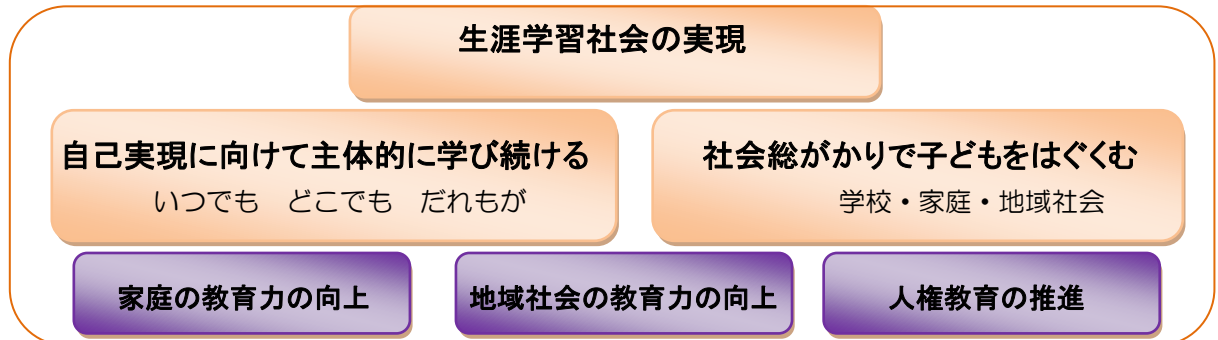 生涯学習社会の実現
自己実現に向けて主体的に学び続ける
いつでも　どこでも　だれもが
社会総がかりで子どもをはぐくむ
学校・家庭・地域社会
家庭の教育力の向上
地域社会の教育力の向上
人権教育の推進